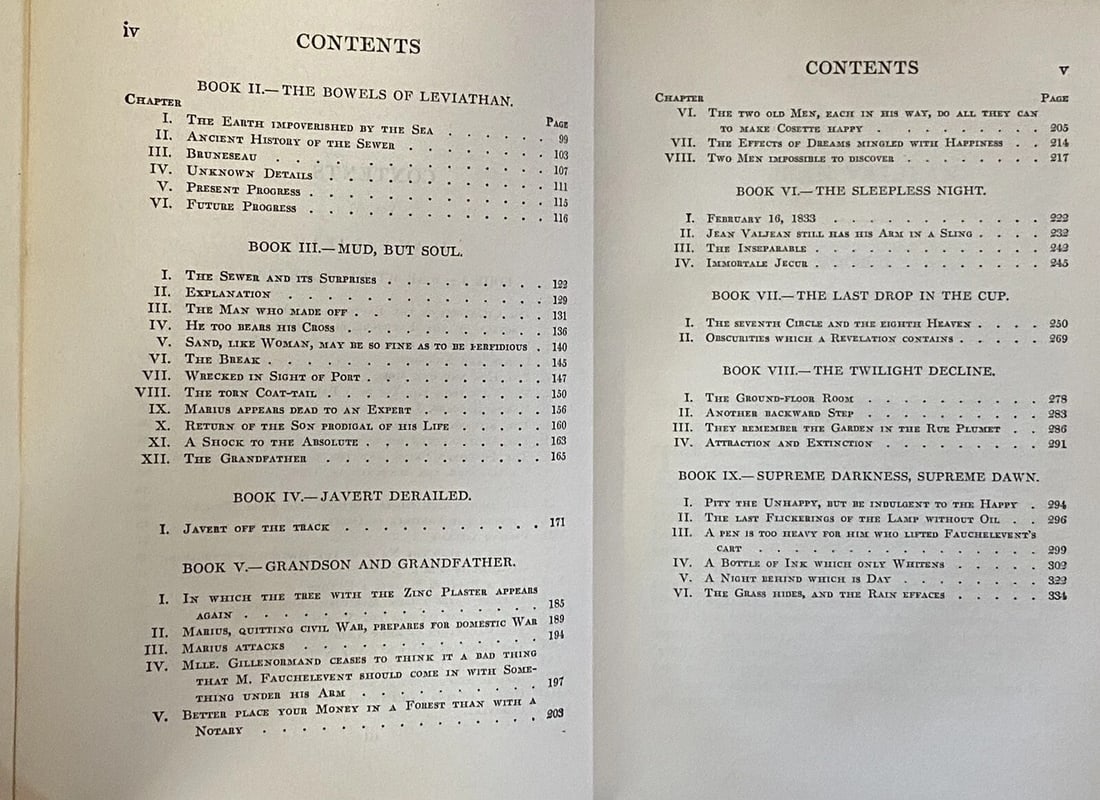 iv
CONTENTS
BOOK II.—THE BOWELS OF LEVIATHAN.
CHAPTER PAGE
I. THE EARTH IMPOVERISHED BY THE SEA . . . . . . 99
II. ANCIENT HISTORY OF THE SEWER . . . . . . . 103
III. BRUNESEAU . . . . . . . . . . . . 107
IV. UNKNOWN DETAILS . . . . . . . . . . . 111
V. PRESENT PROGRESS . . . . . . . . . . . 115
VI. FUTURE PROGRESS . . . . . . . . . . . 116
BOOK III.—MUD, BUT SOUL.
I. THE SEWER AND ITS SURPRISES . . . . . . . . 122
II. EXPLANATION . . . . . . . . . . . . 129
III. THE MAN WHO MADE OFF . . . . . . . . . 131
IV. HE TOO BEARS HIS CROSS . . . . . . . . . 136
V. SAND, LIKE WOMAN, MAY BE SO FINE AS TO BE PERFIDIOUS . 140
VI. THE BREAK . . . . . . . . . . . . . 145
VII. WRECKED IN SIGHT OF PORT . . . . . . . . 147
VIII. THE TORN COAT-TAIL . . . . . . . . . . 150
IX. MARIUS APPEARS DEAD TO AN EXPERT . . . . . . 156
X. RETURN OF THE SON PRODIGAL OF HIS LIFE . . . . . 160
XI. A SHOCK TO THE ABSOLUTE . . . . . . . . . 163
XII. THE GRANDFATHER . . . . . . . . . . . 165
BOOK IV.—JAVERT DERAILED.
I. JAVERT OFF THE TRACK . . . . . . . . . . 171
BOOK V.—GRANDSON AND GRANDFATHER.
I. IN WHICH THE TREE WITH THE ZINC PLASTER APPEARS
AGAIN . . . . . . . . . . . . . . 185
II. MARIUS, QUITTING CIVIL WAR, PREPARES FOR DOMESTIC WAR 189
III. MARIUS ATTACKS . . . . . . . . . . . 194
IV. MLLE. GILLENORMAND CEASES TO THINK IT A BAD THING
THAT M. FAUCHELEVENT SHOULD COME IN WITH SOME-
THING UNDER HIS ARM . . . . . . . . . 197
V. BETTER PLACE YOUR MONEY IN A FOREST THAN WITH A
NOTARY . . . . . . . . . . . . . 203
CONTENTS
v
CHAPTER PAGE
VI. THE TWO OLD MEN, EACH IN HIS WAY, DO ALL THEY CAN
TO MAKE COSETTE HAPPY . . . . . . . . . 205
VII. THE EFFECTS OF DREAMS MINGLED WITH HAPPINESS . . 214
VIII. TWO MEN IMPOSSIBLE TO DISCOVER . . . . . . . 217
BOOK VI.—THE SLEEPLESS NIGHT.
I. FEBRUARY 16, 1833 . . . . . . . . . . . 222
II. JEAN VALJEAN STILL HAS HIS ARM IN A SLING . . . . 232
III. THE INSEPARABLE . . . . . . . . . . . . 242
IV. IMMORTALE JECUR . . . . . . . . . . . . 245
BOOK VII.—THE LAST DROP IN THE CUP.
I. THE SEVENTH CIRCLE AND THE EIGHTH HEAVEN . . . . 250
II. OBSCURITIES WHICH A REVELATION CONTAINS . . . . . 269
BOOK VIII.—THE TWILIGHT DECLINE.
I. THE GROUND-FLOOR ROOM . . . . . . . . . . 278
II. ANOTHER BACKWARD STEP . . . . . . . . . 283
III. THEY REMEMBER THE GARDEN IN THE RUE PLUMET . . 286
IV. ATTRACTION AND EXTINCTION . . . . . . . . . 291
BOOK IX.—SUPREME DARKNESS, SUPREME DAWN.
I. PITY THE UNHAPPY, BUT BE INDULGENT TO THE HAPPY . 294
II. THE LAST FLICKERINGS OF THE LAMP WITHOUT OIL . . 296
III. A PEN IS TOO HEAVY FOR HIM WHO LIFTED FAUCHELEVENT'S
CART . . . . . . . . . . . . . . . 299
IV. A BOTTLE OF INK WHICH ONLY WHITENS . . . . . 302
V. A NIGHT BEHIND WHICH IS DAY . . . . . . . . 322
VI. THE GRASS HIDES, AND THE RAIN EFFACES . . . . . 334